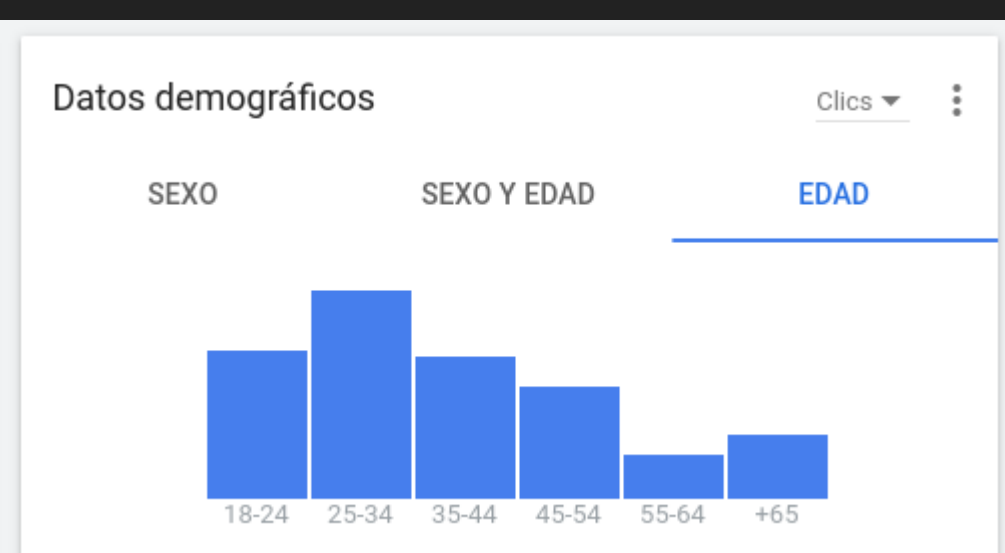 Datos demográficos
Clics
SEXO
SEXO Y EDAD
EDAD
18-24 25-34 35-44 45-54 55-64 +65